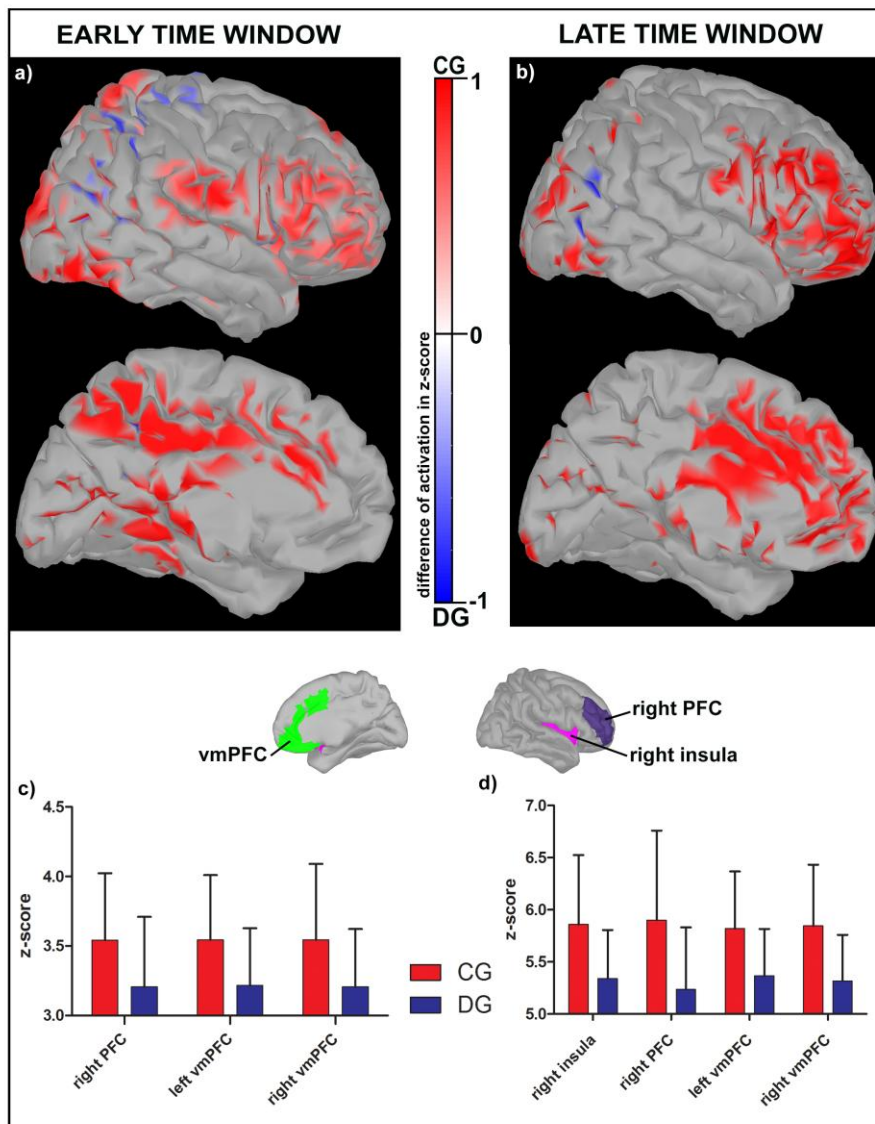 EARLY TIME WINDOW
LATE TIME WINDOW
a)
CG
1
b)
difference of activation in z-score
0
-1
DG
vmPFC
right PFC
right insula
c)
4.5
4.0
3.5
3.0
z-score
right PFC
left vmPFC
right vmPFC
CG
DG
d)
7.0
6.5
6.0
5.5
5.0
z-score
right insula
right PFC
left vmPFC
right vmPFC